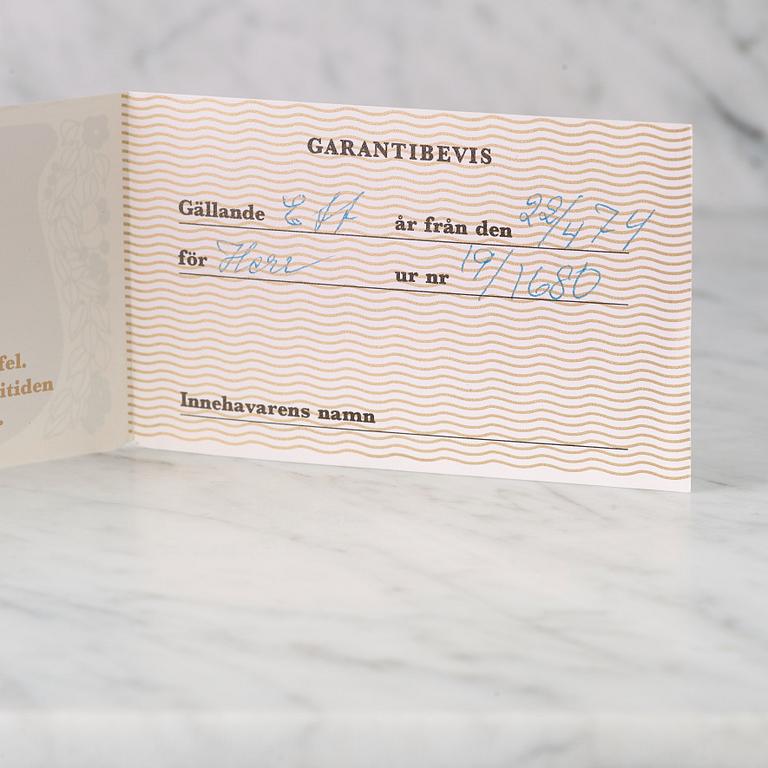 fel.
itiden
GARANTIBEVIS
Gällande Ett år från den 22/4 74
för Herr ur nr 19/1680
Innehavarens namn